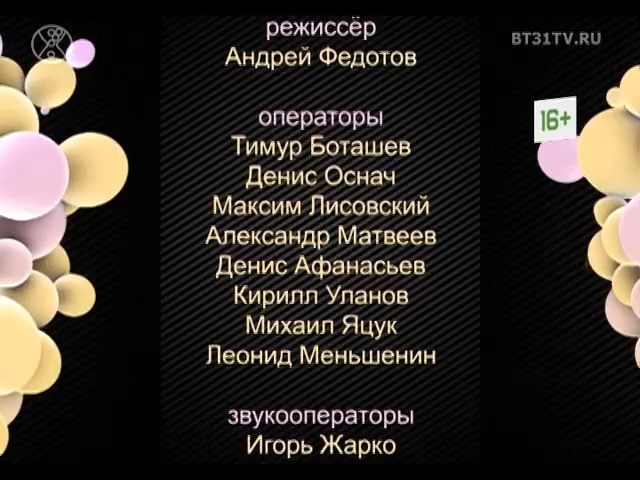 режиссёр
BT31TV.RU
Андрей Федотов
16+
операторы
Тимур Боташев
Денис Оснач
Максим Лисовский
Александр Матвеев
Денис Афанасьев
Кирилл Уланов
Михаил Яцук
Леонид Меньшенин
звукооператоры
Игорь Жарко